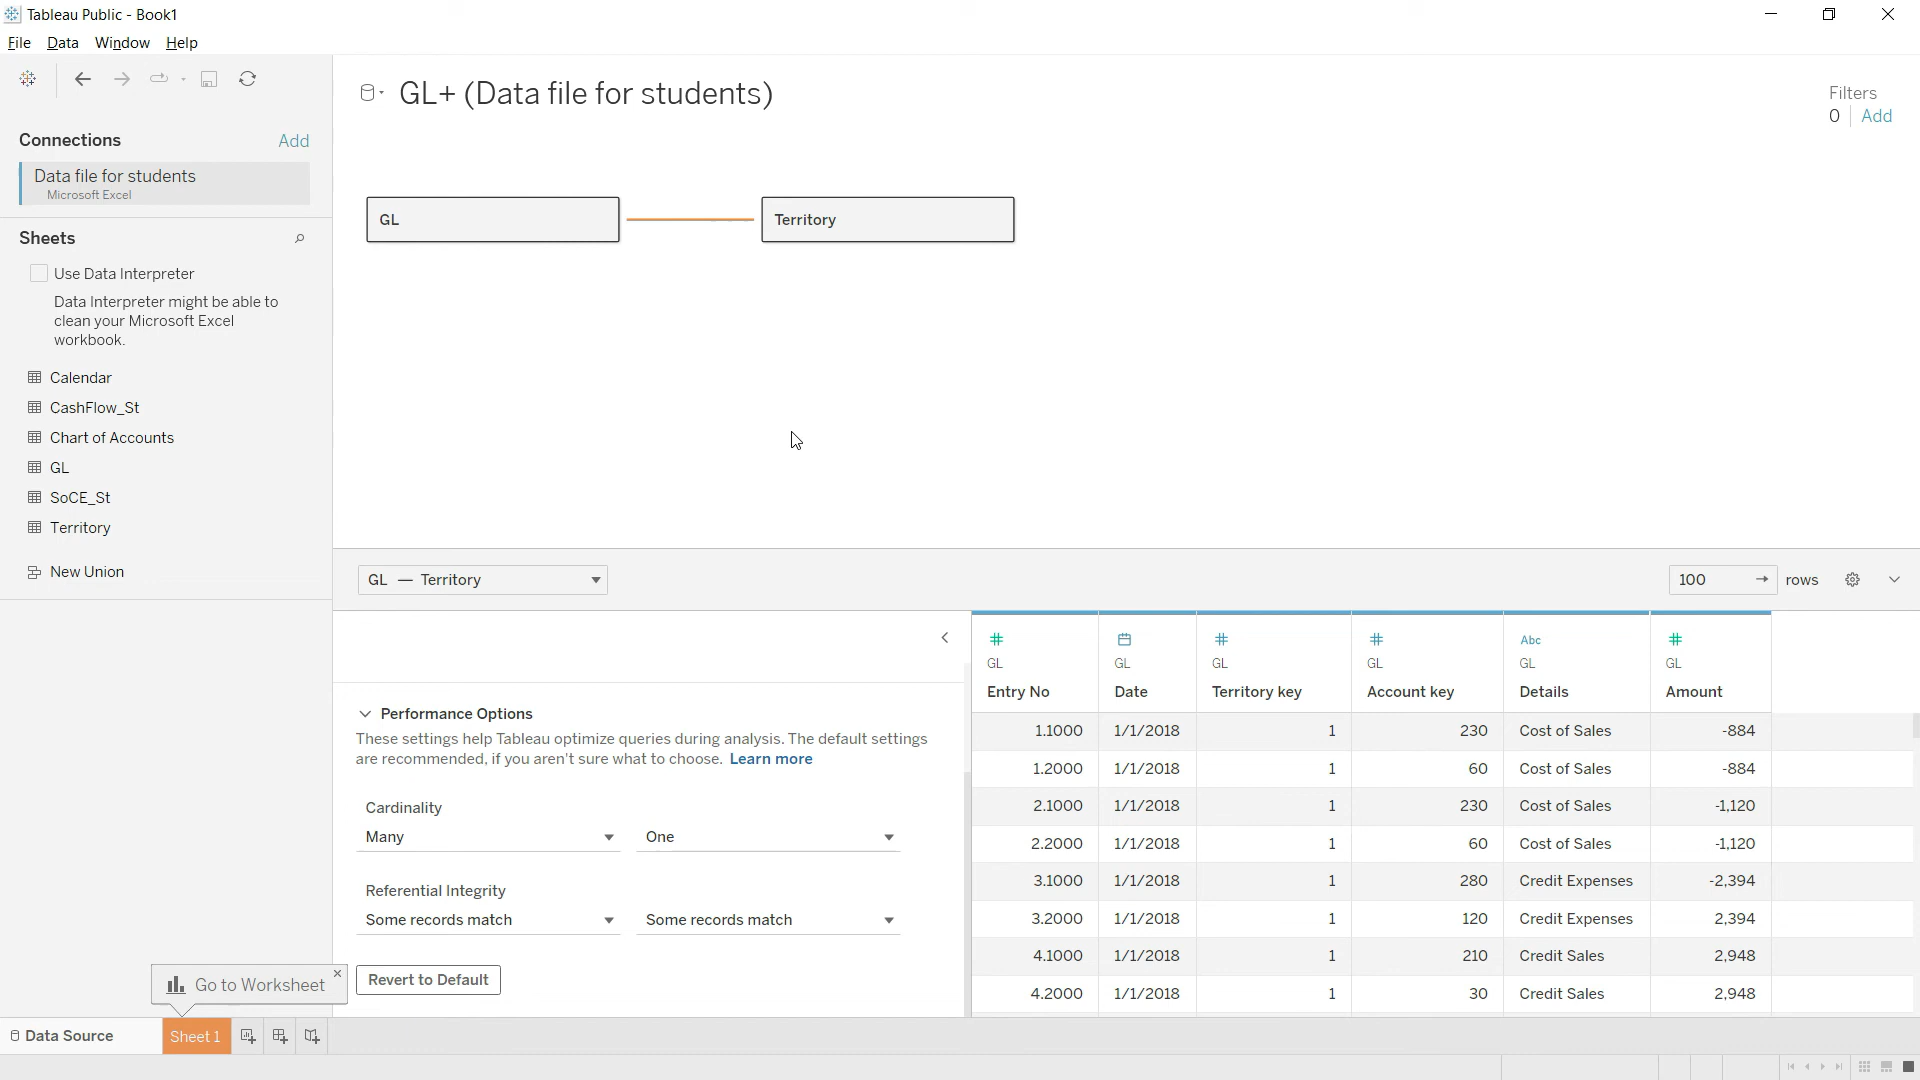 Tableau Public - Book1
File Data Window Help
Connections Add
Data file for students
Microsoft Excel
Sheets
Use Data Interpreter
Data Interpreter might be able to
clean your Microsoft Excel
workbook.
Calendar
CashFlow_St
Chart of Accounts
GL
SoCE_St
Territory
New Union
GL+ (Data file for students)
Filters
0 Add
GL Territory
GL — Territory
100 rows
Performance Options
These settings help Tableau optimize queries during analysis. The default settings
are recommended, if you aren't sure what to choose. Learn more
Cardinality
Many One
Referential Integrity
Some records match Some records match
Revert to Default
Abc
GL GL GL GL GL GL
Entry No Date Territory key Account key Details Amount
1.1000 1/1/2018 1 230 Cost of Sales -884
1.2000 1/1/2018 1 60 Cost of Sales -884
2.1000 1/1/2018 1 230 Cost of Sales -1,120
2.2000 1/1/2018 1 60 Cost of Sales -1,120
3.1000 1/1/2018 1 280 Credit Expenses -2,394
3.2000 1/1/2018 1 120 Credit Expenses 2,394
4.1000 1/1/2018 1 210 Credit Sales 2,948
4.2000 1/1/2018 1 30 Credit Sales 2,948
Go to Worksheet
Data Source Sheet 1